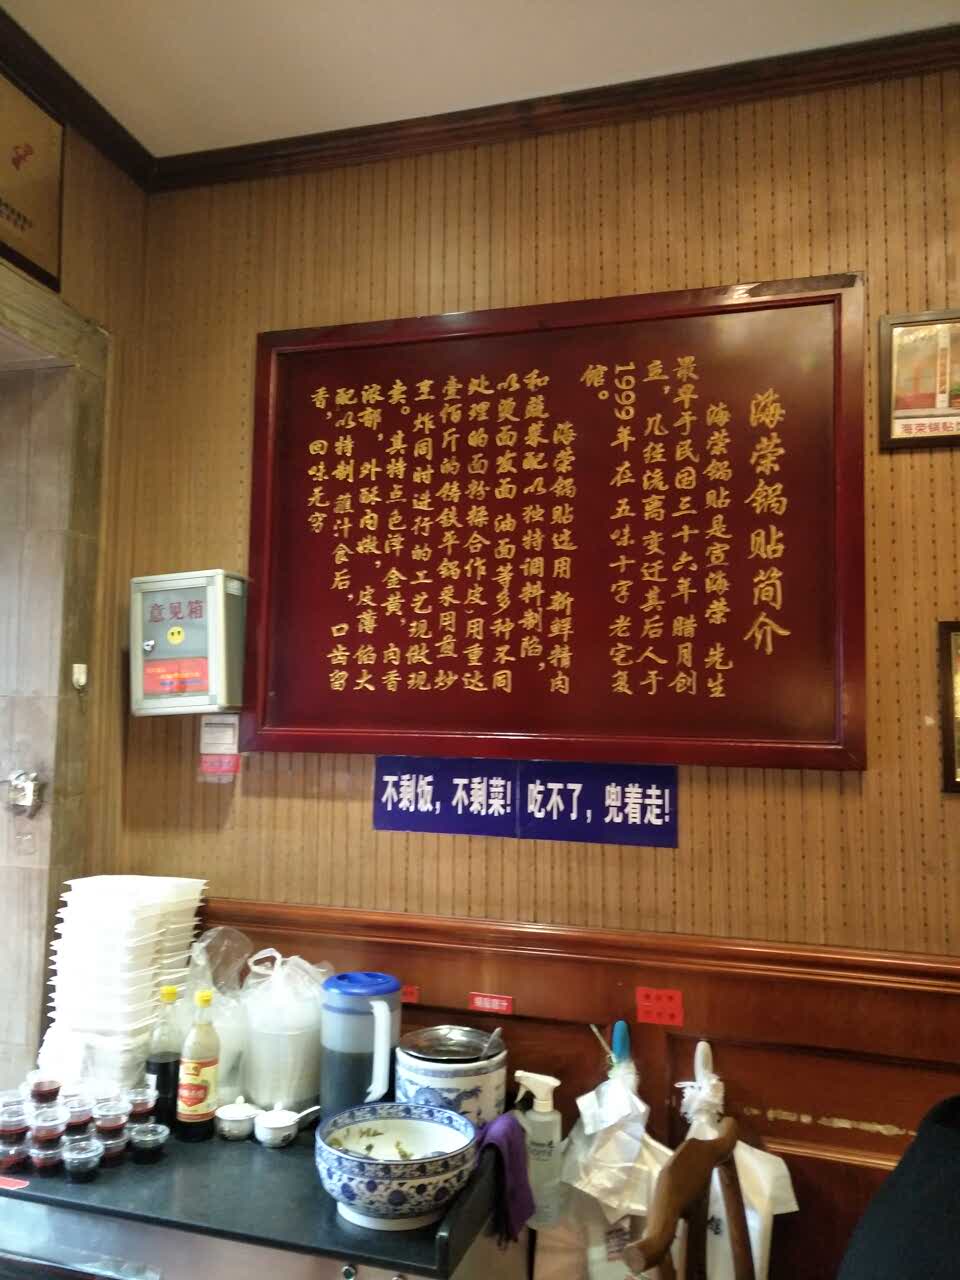 海荣锅贴简介
海荣锅贴是宣海荣 先生
最早于民国三十六年腊月创
立，几经流离变迁其后人于
1999年在五味十字老宅复
馆。
海荣锅贴选用 新鲜精肉
和蔬菜配以独特调料制馅，
以烫面发面 油面等多种不同
处理的面粉揉合作皮，用重达
壹佰斤的铸铁平锅采用煎 炒
烹 炸同时进行的工艺现做现
卖。其特点色泽 金黄，肉香
浓郁，外酥内嫩，皮薄馅大
配以特制 蘸汁食后，口齿留
香，回味无穷
意见箱
不剩饭，不剩菜！吃不了，兜着走！
海荣锅贴